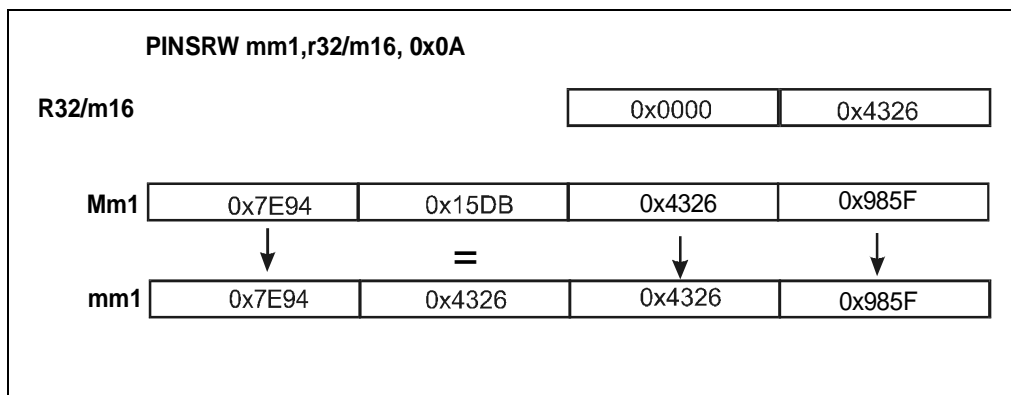 PINSRW mm1,r32/m16, 0x0A
R32/m16 0x0000 0x4326
Mm1 0x7E94 0x15DB 0x4326 0x985F
=
mm1 0x7E94 0x4326 0x4326 0x985F